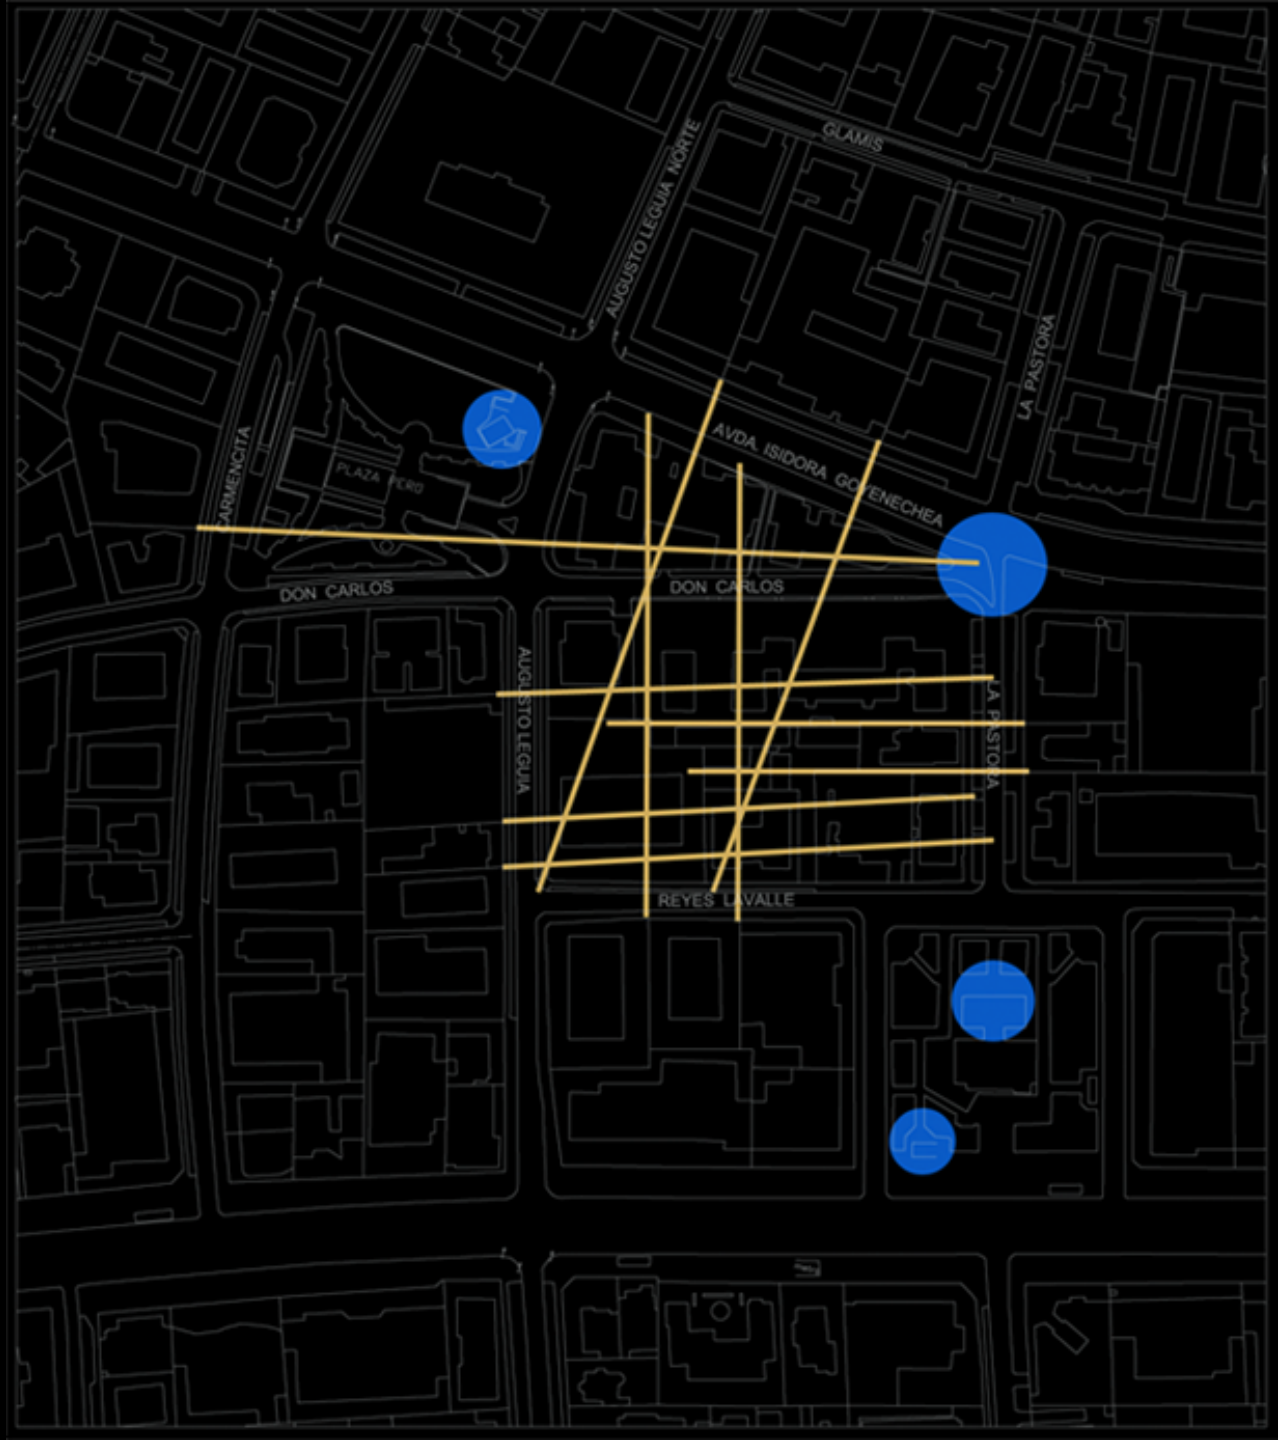 GLAMIS
AUGUSTO LEGUIA NORTE
LA PASTORA
AVDA. ISIDORA GOYENECHEA
CARMENCITA
PLAZA PERU
DON CARLOS
DON CARLOS
AUGUSTO LEGUIA
LA PASTORA
REYES LAVALLE